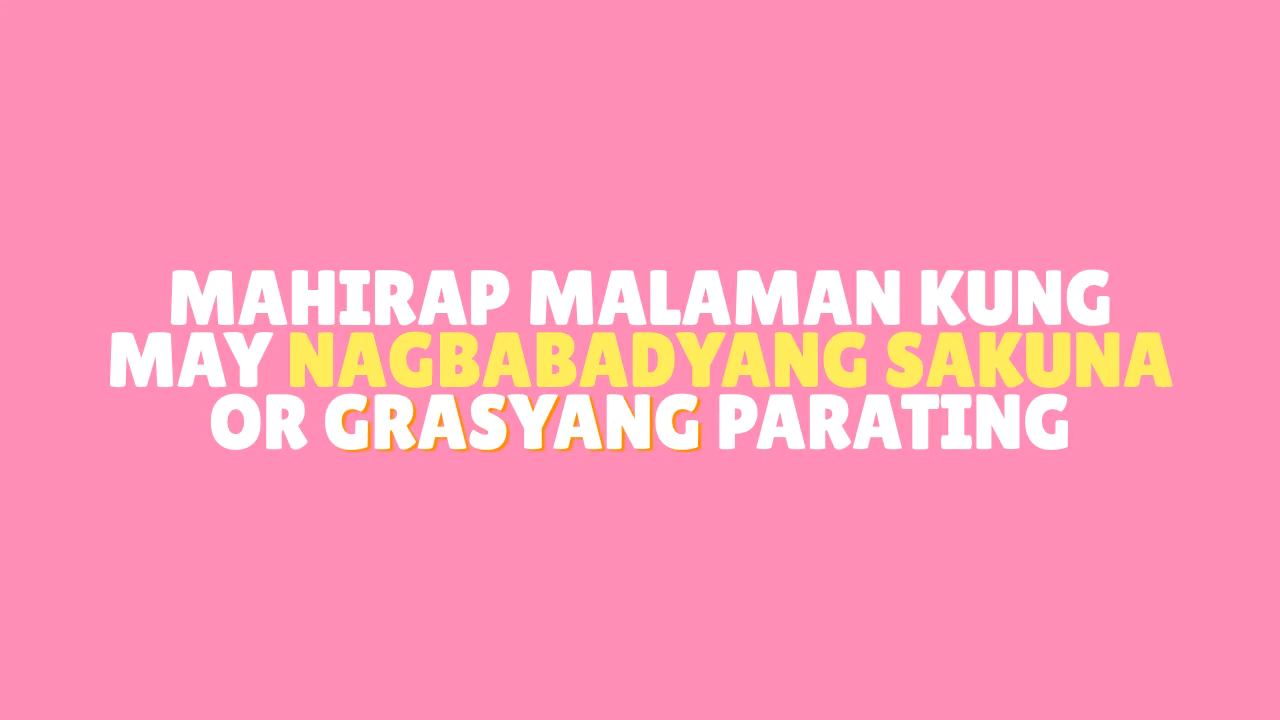 MAHIRAP MALAMAN KUNG
MAY NAGBABADYANG SAKUNA
OR GRASYANG PARATING